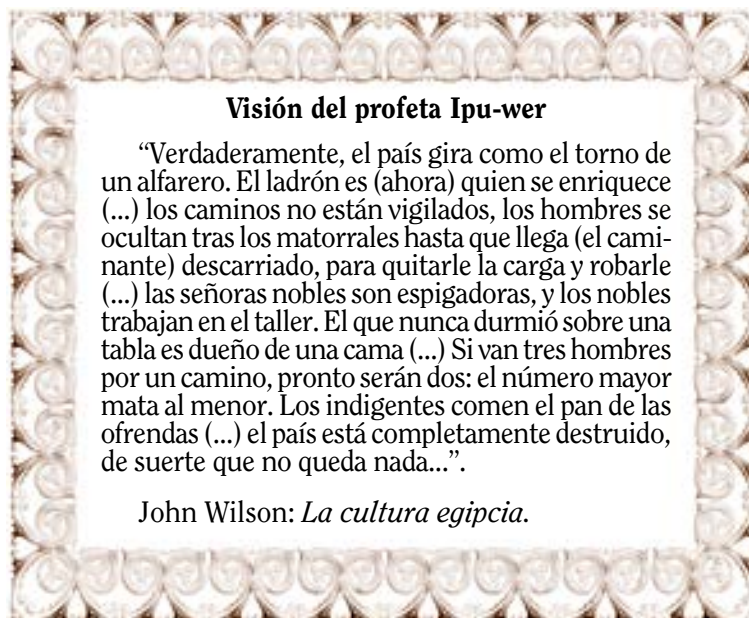 Visión del profeta Ipu-wer
“Verdaderamente, el país gira como el torno de
un alfarero. El ladrón es (ahora) quien se enriquece
(...) los caminos no están vigilados, los hombres se
ocultan tras los matorrales hasta que llega (el cami-
nante) descarriado, para quitarle la carga y robarle
(...) las señoras nobles son espigadoras, y los nobles
trabajan en el taller. El que nunca durmió sobre una
tabla es dueño de una cama (...) Si van tres hombres
por un camino, pronto serán dos: el número mayor
mata al menor. Los indigentes comen el pan de las
ofrendas (...) el país está completamente destruido,
de suerte que no queda nada...”.
John Wilson: La cultura egipcia.